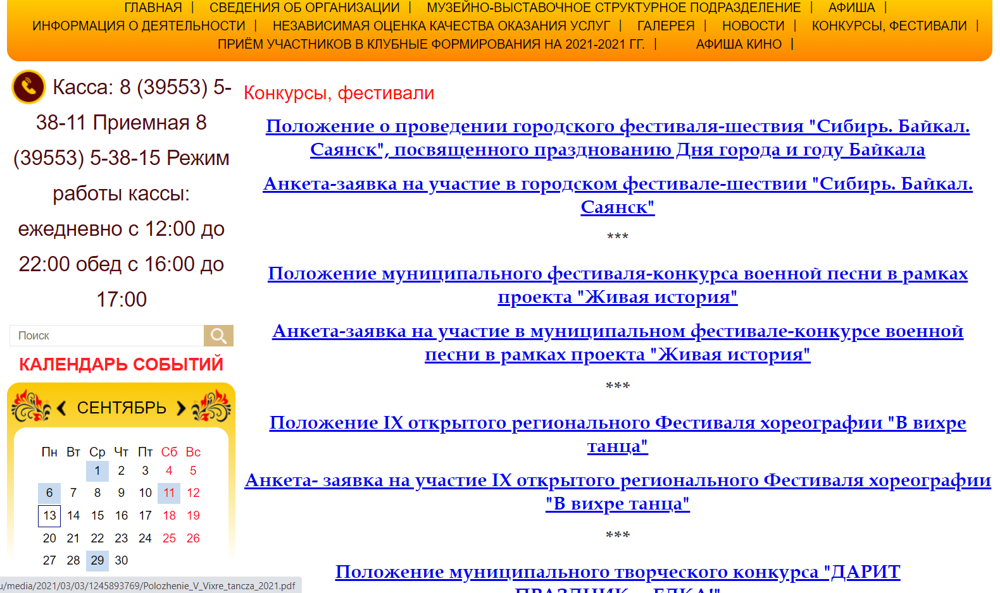 ГЛАВНАЯ | СВЕДЕНИЯ ОБ ОРГАНИЗАЦИИ | МУЗЕЙНО-ВЫСТАВОЧНОЕ СТРУКТУРНОЕ ПОДРАЗДЕЛЕНИЕ | АФИША |
ИНФОРМАЦИЯ О ДЕЯТЕЛЬНОСТИ | НЕЗАВИСИМАЯ ОЦЕНКА КАЧЕСТВА ОКАЗАНИЯ УСЛУГ | ГАЛЕРЕЯ | НОВОСТИ | КОНКУРСЫ, ФЕСТИВАЛИ |
ПРИЁМ УЧАСТНИКОВ В КЛУБНЫЕ ФОРМИРОВАНИЯ НА 2021-2021 ГГ. | АФИША КИНО |
Касса: 8 (39553) 5-
38-11 Приемная 8
(39553) 5-38-15 Режим
работы кассы:
ежедневно с 12:00 до
22:00 обед с 16:00 до
17:00
Поиск
КАЛЕНДАРЬ СОБЫТИЙ
СЕНТЯБРЬ
Пн Вт Ср Чт Пт Сб Вс
1 2 3 4 5
6 7 8 9 10 11 12
13 14 15 16 17 18 19
20 21 22 23 24 25 26
27 28 29 30
Конкурсы, фестивали
Положение о проведении городского фестиваля-шествия "Сибирь. Байкал.
Саянск", посвященного празднованию Дня города и году Байкала
Анкета-заявка на участие в городском фестивале-шествии "Сибирь. Байкал.
Саянск"
***
Положение муниципального фестиваля-конкурса военной песни в рамках
проекта "Живая история"
Анкета-заявка на участие в муниципальном фестивале-конкурсе военной
песни в рамках проекта "Живая история"
***
Положение IX открытого регионального Фестиваля хореографии "В вихре
танца"
Анкета- заявка на участие IX открытого регионального Фестиваля хореографии
"В вихре танца"
***
Положение муниципального творческого конкурса "ДАРИТ
ПРАЗДНИК - ЕЛКА!"
u/media/2021/03/03/1245893769/Polozhenie_V_Vixre_tancza_2021.pdf